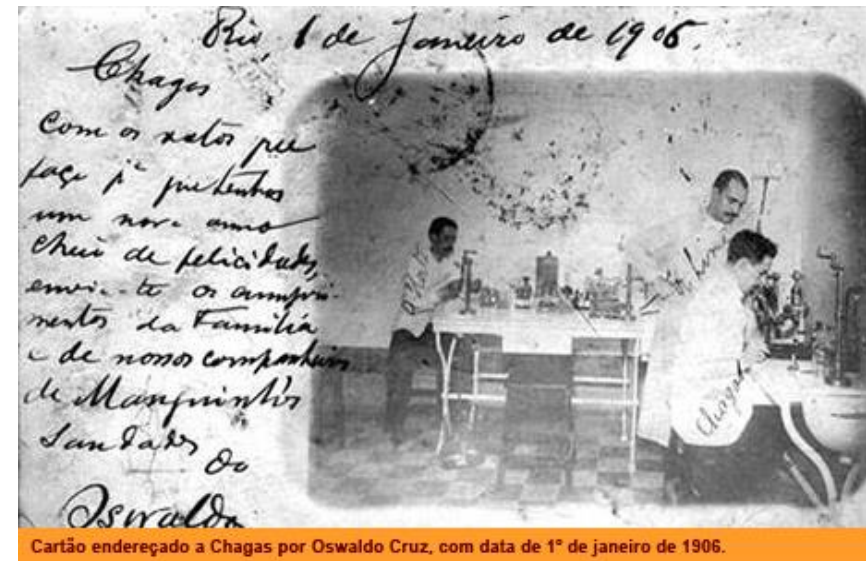 Rio, 1 de Janeiro de 1906.
Chagas
Com os votos que
faço p
um novo anno
cheio de felicidades,
envio-te os cumpri-
mentos da Familia
e de nossos companheiros
de Manguinhos
Saudades
do
Oswaldo
Chagas
Cartão endereçado a Chagas por Oswaldo Cruz, com data de 1º de janeiro de 1906.